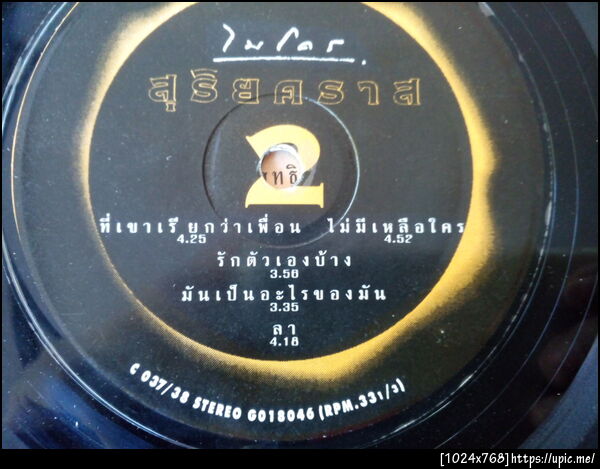 ไมโคร
สุริยคราส
2
ทธิ
ที่เขาเรียกว่าเพื่อน ไม่มีเหลือใคร
4.25 4.52
รักตัวเองบ้าง
3.56
มันเป็นอะไรของมัน
3.35
ลา
4.18
C 037/38 STEREO G018046 (RPM.331/3)
[1024x768]https://upic.me/